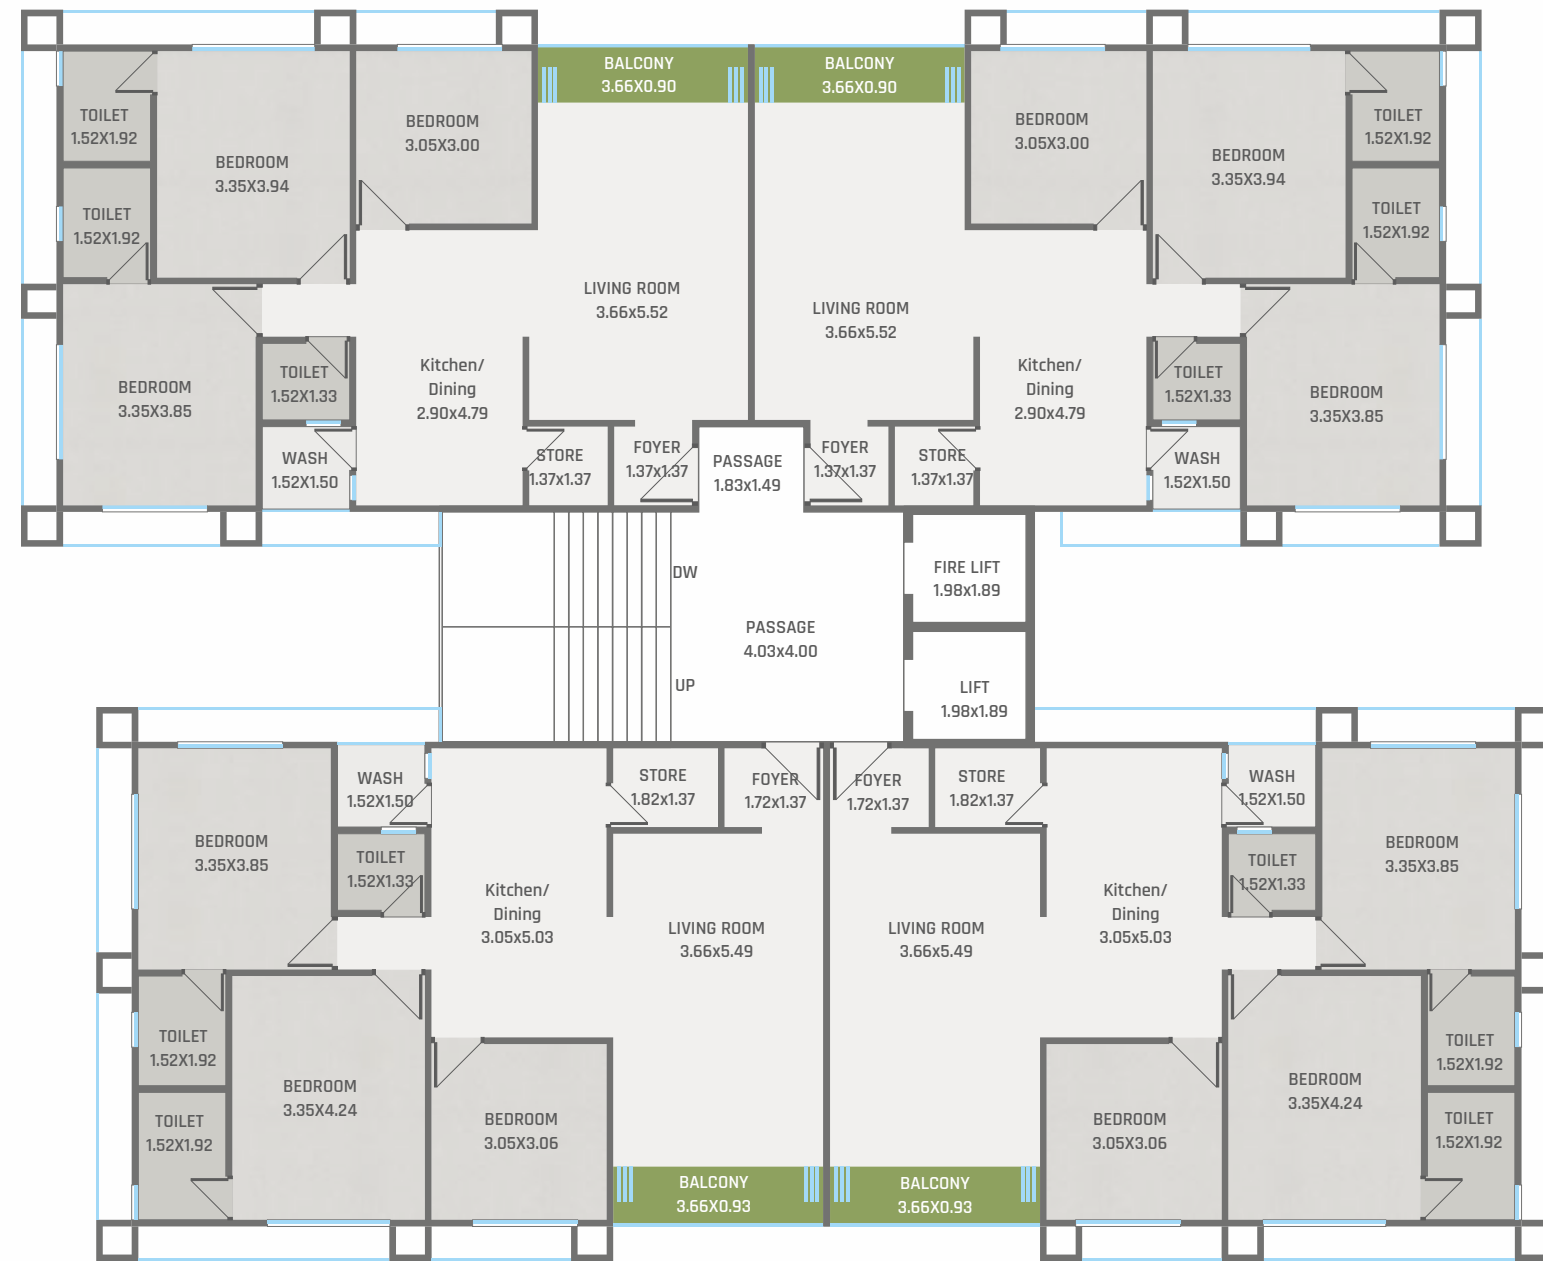 BALCONY
3.66X0.90
BALCONY
3.66X0.90
TOILET
1.52X1.92
BEDROOM
3.35X3.94
BEDROOM
3.05X3.00
BEDROOM
3.05X3.00
BEDROOM
3.35X3.94
TOILET
1.52X1.92
TOILET
1.52X1.92
TOILET
1.52X1.92
LIVING ROOM
3.66x5.52
LIVING ROOM
3.66x5.52
BEDROOM
3.35X3.85
TOILET
1.52X1.33
Kitchen/
Dining
2.90x4.79
Kitchen/
Dining
2.90x4.79
TOILET
1.52X1.33
BEDROOM
3.35X3.85
WASH
1.52X1.50
STORE
1.37x1.37
FOYER
1.37x1.37
PASSAGE
1.83x1.49
FOYER
1.37x1.37
STORE
1.37x1.37
WASH
1.52X1.50
DW
FIRE LIFT
1.98x1.89
PASSAGE
4.03x4.00
UP
LIFT
1.98x1.89
WASH
1.52X1.50
STORE
1.82x1.37
FOYER
1.72x1.37
FOYER
1.72x1.37
STORE
1.82x1.37
WASH
1.52X1.50
BEDROOM
3.35X3.85
TOILET
1.52X1.33
Kitchen/
Dining
3.05x5.03
LIVING ROOM
3.66x5.49
LIVING ROOM
3.66x5.49
Kitchen/
Dining
3.05x5.03
TOILET
1.52X1.33
BEDROOM
3.35X3.85
TOILET
1.52X1.92
BEDROOM
3.35X4.24
BEDROOM
3.05X3.06
BEDROOM
3.05X3.06
BEDROOM
3.35X4.24
TOILET
1.52X1.92
TOILET
1.52X1.92
TOILET
1.52X1.92
BALCONY
3.66X0.93
BALCONY
3.66X0.93